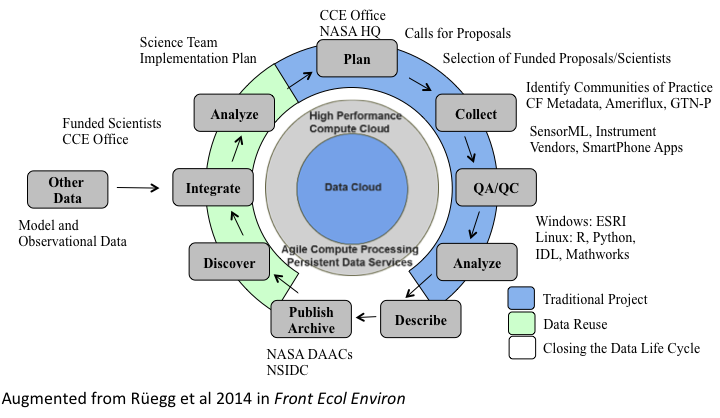 CCE Office
NASA HQ
Calls for Proposals
Science Team
Implementation Plan
Plan
Selection of Funded Proposals/Scientists
Identify Communities of Practice
CF Metadata, Ameriflux, GTN-P
Analyze
Collect
High Performance
Compute Cloud
Funded Scientists
CCE Office
SensorML, Instrument
Vendors, SmartPhone Apps
Other
Data
Integrate
Data Cloud
QA/QC
Model and
Observational Data
Windows: ESRI
Linux: R, Python,
IDL, Mathworks
Discover
Agile Compute Processing
Persistent Data Services
Analyze
Publish
Archive
Describe
Traditional Project
Data Reuse
Closing the Data Life Cycle
NASA DAACs
NSIDC
Augmented from Rüegg et al 2014 in Front Ecol Environ